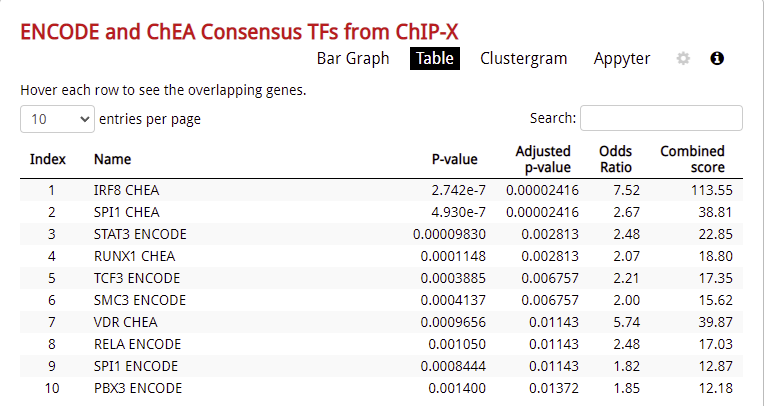 ENCODE and ChEA Consensus TFs from ChIP-X
Bar Graph Table Clustergram Appyter
Hover each row to see the overlapping genes.
10 entries per page Search:
Index Name P-value Adjusted p-value Odds Ratio Combined score
1 IRF8 CHEA 2.742e-7 0.00002416 7.52 113.55
2 SPI1 CHEA 4.930e-7 0.00002416 2.67 38.81
3 STAT3 ENCODE 0.00009830 0.002813 2.48 22.85
4 RUNX1 CHEA 0.0001148 0.002813 2.07 18.80
5 TCF3 ENCODE 0.0003885 0.006757 2.21 17.35
6 SMC3 ENCODE 0.0004137 0.006757 2.00 15.62
7 VDR CHEA 0.0009656 0.01143 5.74 39.87
8 RELA ENCODE 0.001050 0.01143 2.48 17.03
9 SPI1 ENCODE 0.0008444 0.01143 1.82 12.87
10 PBX3 ENCODE 0.001400 0.01372 1.85 12.18